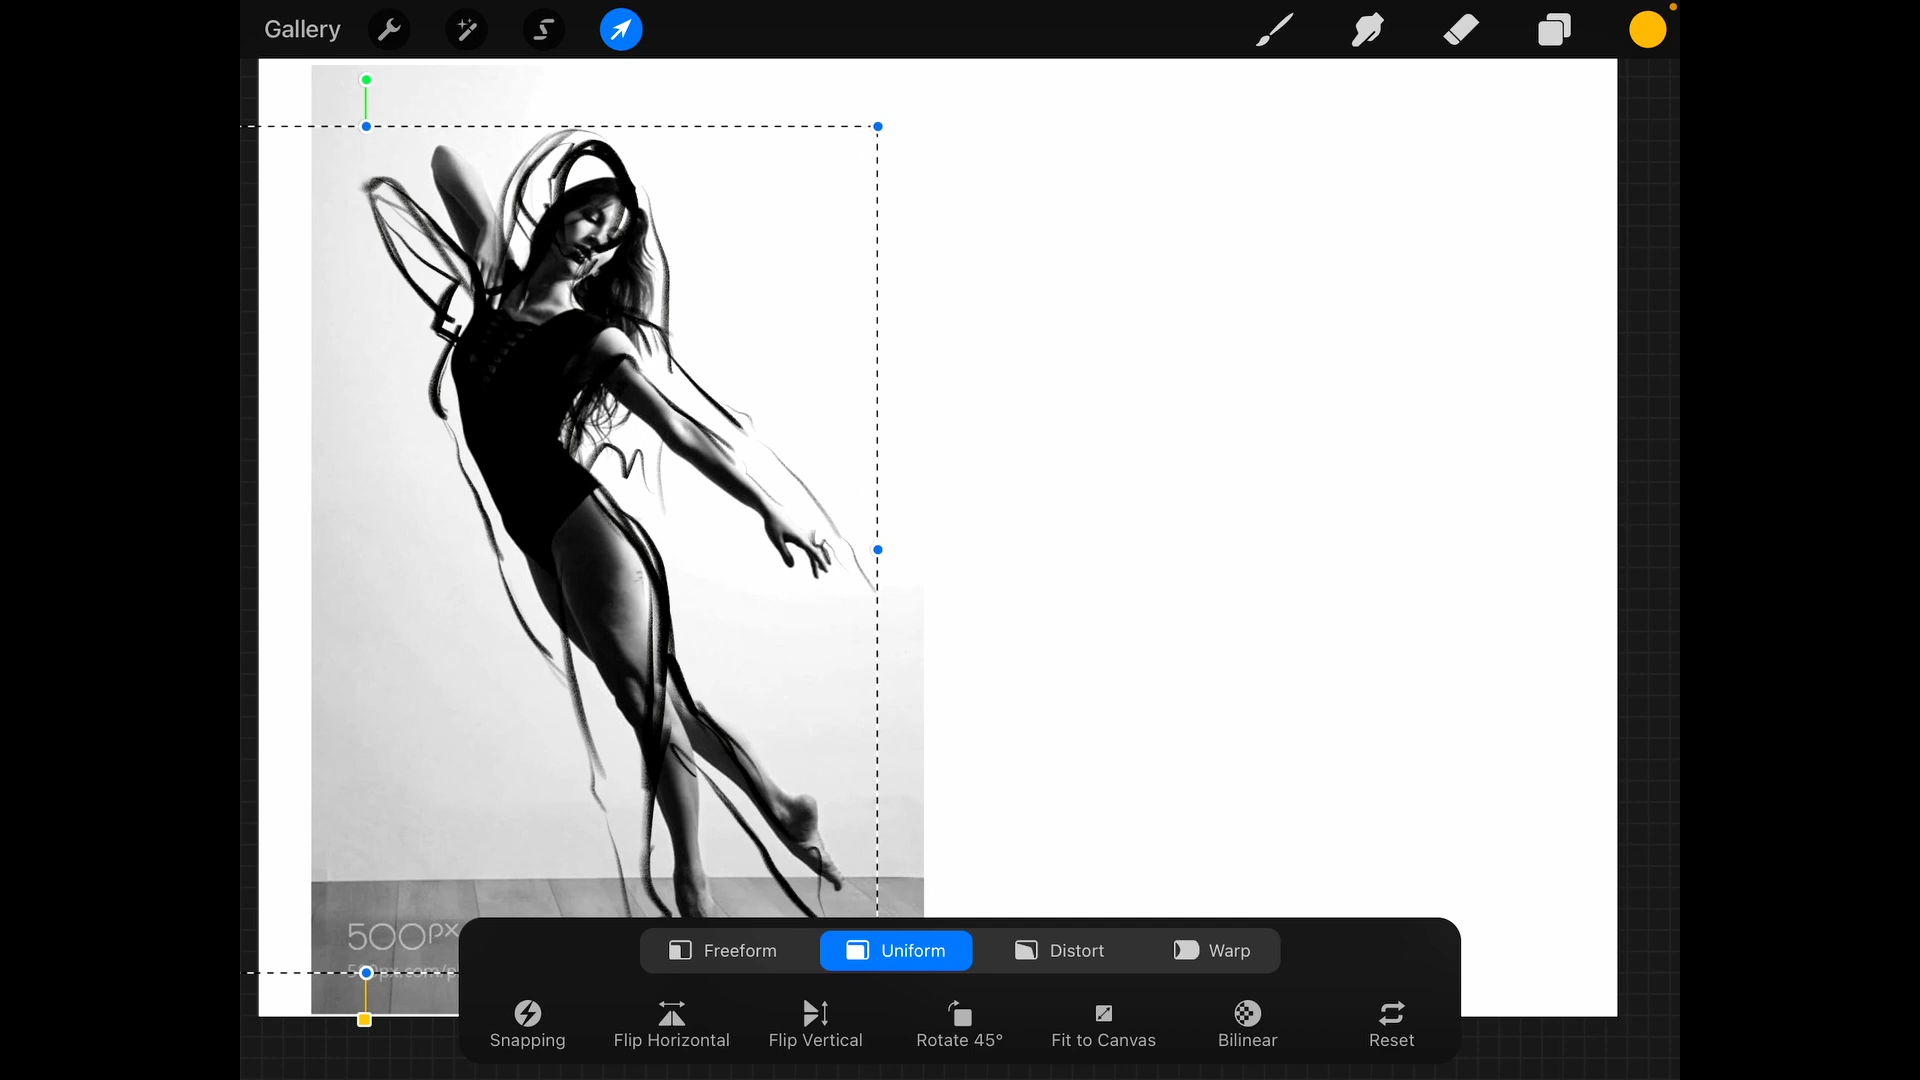 Gallery
500px
Freeform
Uniform
Distort
Warp
Snapping
Flip Horizontal
Flip Vertical
Rotate 45°
Fit to Canvas
Bilinear
Reset